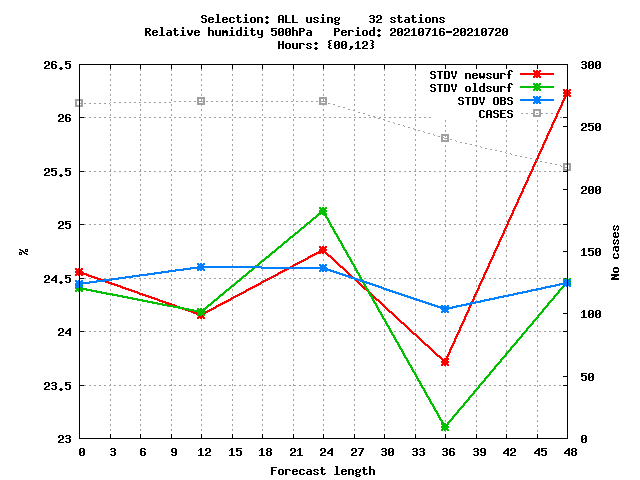 Selection: ALL using    32 stations
Relative humidity 500hPa   Period: 20210716-20210720
Hours: {00,12}
STDV newsurf
STDV oldsurf
STDV OBS
CASES
26.5
26
25.5
25
24.5
24
23.5
23
%
300
250
200
150
100
50
0
No cases
0 3 6 9 12 15 18 21 24 27 30 33 36 39 42 45 48
Forecast length